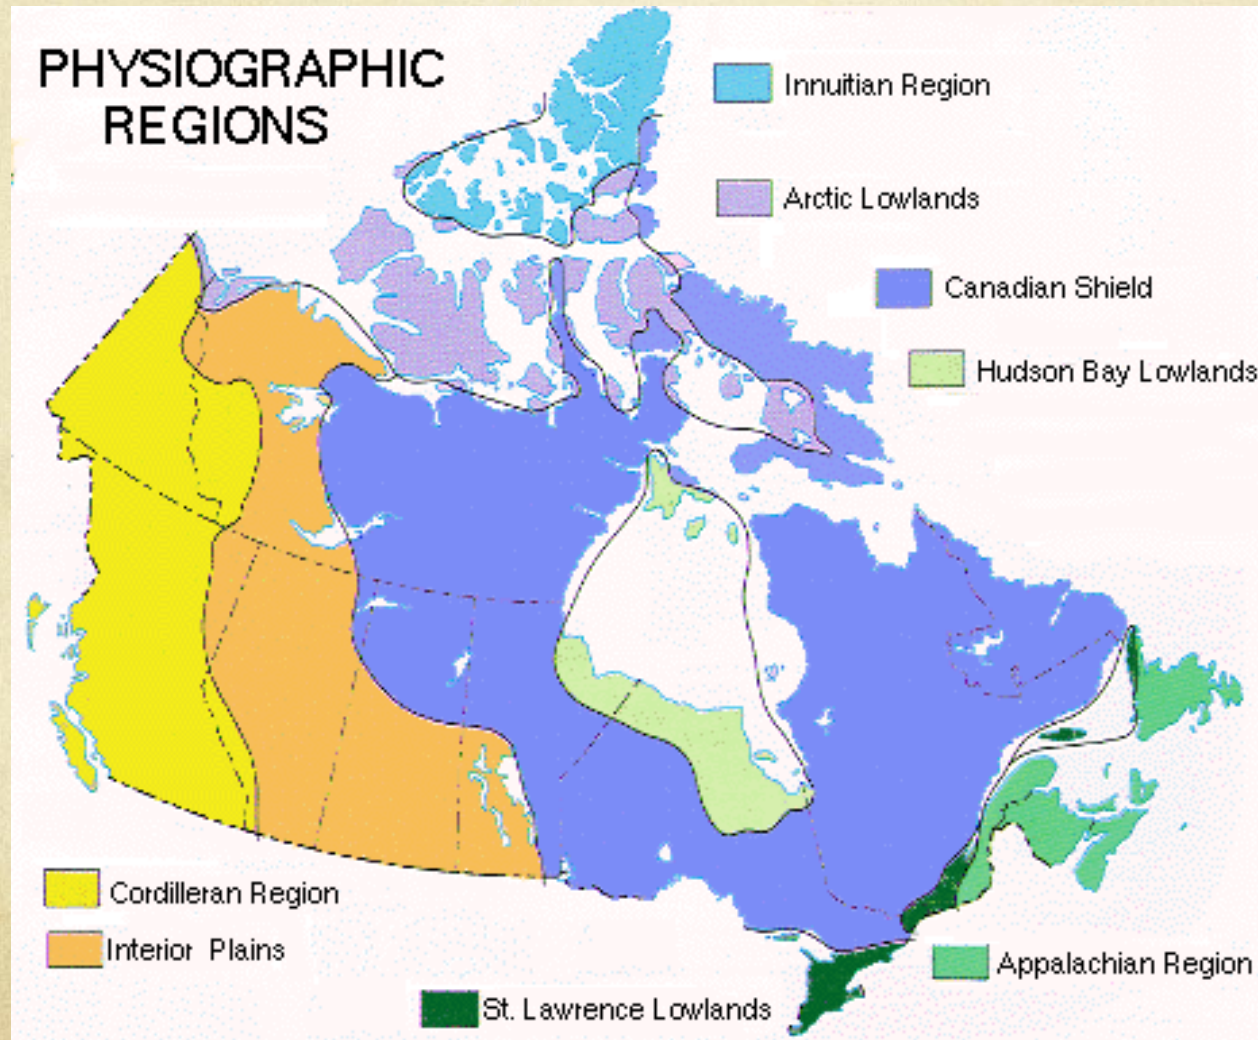 PHYSIOGRAPHIC
REGIONS
Innuitian Region
Arctic Lowlands
Canadian Shield
Hudson Bay Lowlands
Cordilleran Region
Interior Plains
Appalachian Region
St. Lawrence Lowlands